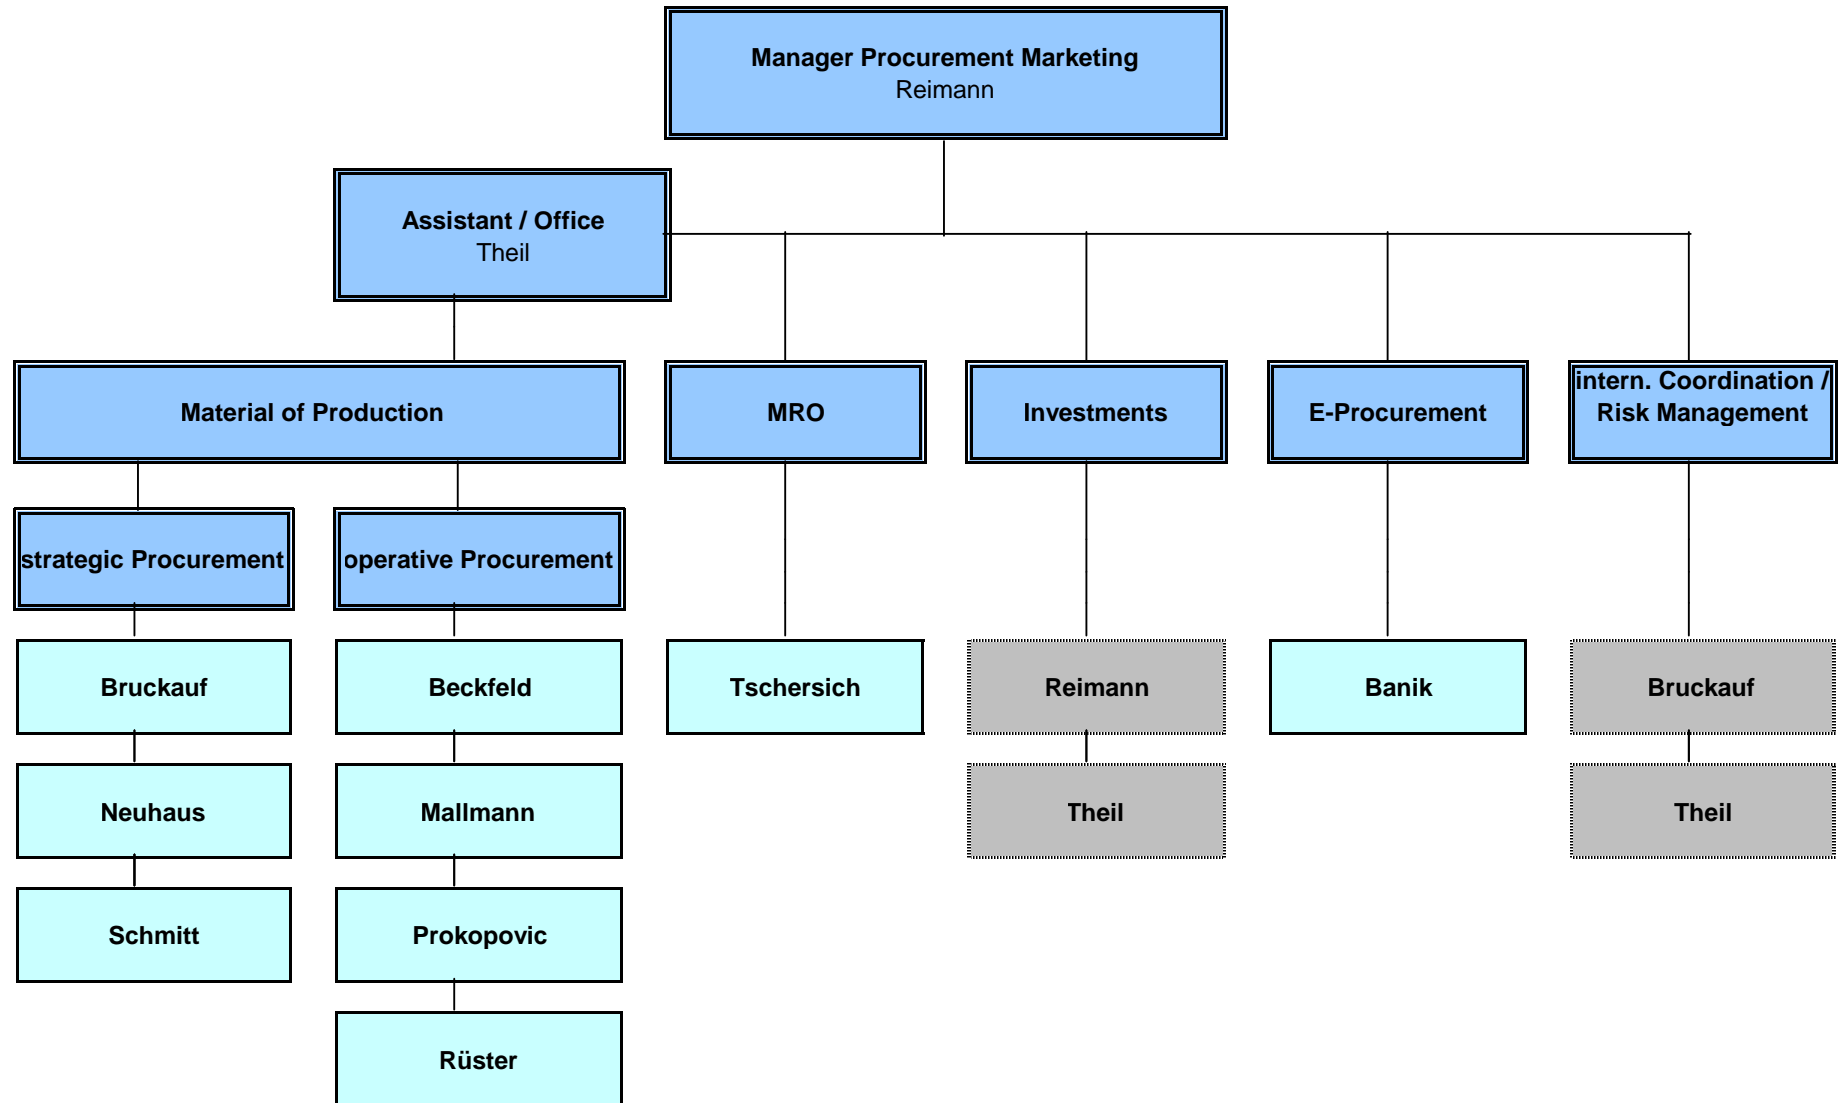 Manager Procurement Marketing
Reimann
Assistant / Office
Theil
Material of Production
MRO
Investments
E-Procurement
intern. Coordination /
Risk Management
strategic Procurement
operative Procurement
Bruckauf
Beckfeld
Tschersich
Reimann
Banik
Bruckauf
Neuhaus
Mallmann
Theil
Theil
Schmitt
Prokopovic
Rüster